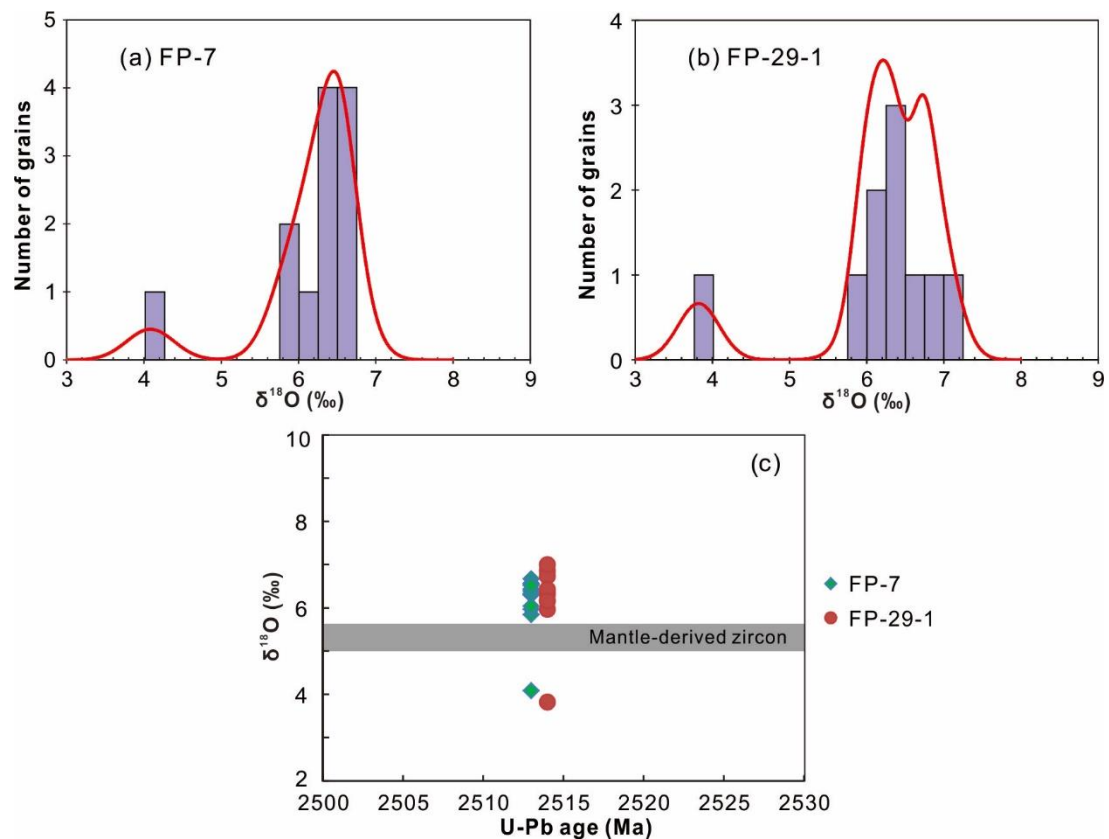 (a) FP-7
Number of grains
5
4
3
2
1
0
3 4 5 6 7 8 9
δ¹⁸O (‰)
(b) FP-29-1
Number of grains
4
3
2
1
0
3 4 5 6 7 8 9
δ¹⁸O (‰)
(c)
δ¹⁸O (‰)
10
8
6
4
2
Mantle-derived zircon
2500 2505 2510 2515 2520 2525 2530
U-Pb age (Ma)
FP-7
FP-29-1